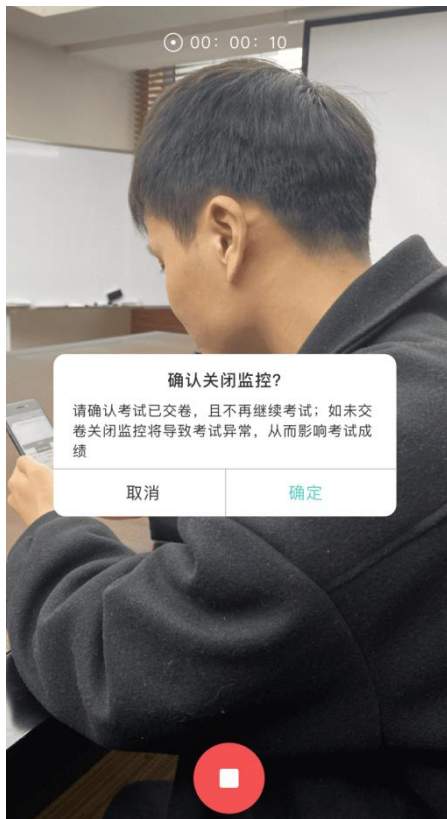 00: 00: 10
确认关闭监控?
请确认考试已交卷，且不再继续考试；如未交
卷关闭监控将导致考试异常，从而影响考试成
绩
取消
确定